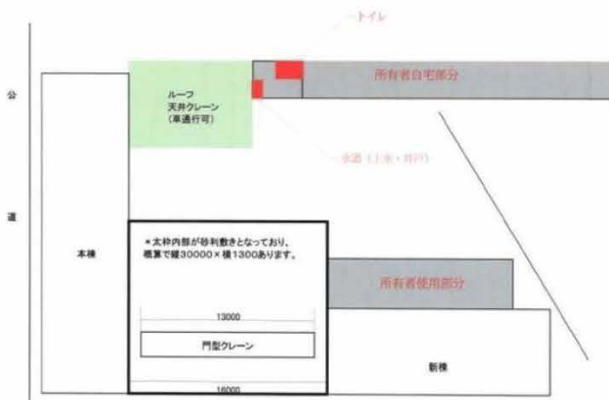 トイレ
所有者自宅部分
ルーフ
天井クレーン
(車通行可)
水道(上水・井戸)
公
道
本棟
*太枠内部が砂利敷きとなっており、
概算で縦30000×横1300あります。
所有者使用部分
13000
門型クレーン
新棟
16000